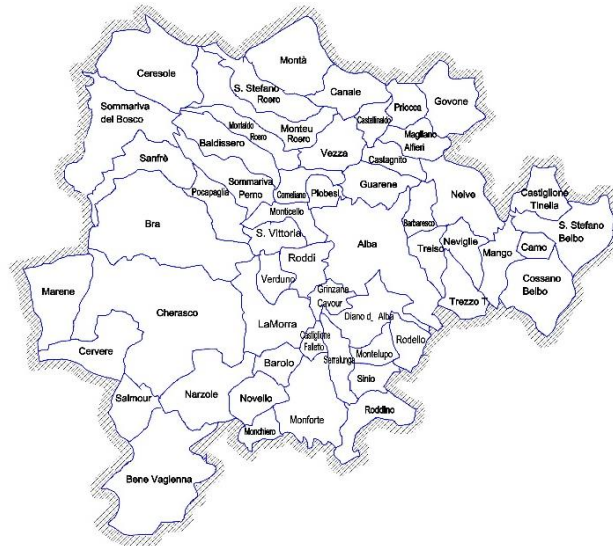 Montà
Ceresole
S. Stefano
Roero
Canale
Govone
Priocca
Sommariva
del Bosco
Castellinaldo
Montaldo
Roero
Monteu
Roero
Magliano
Alfieri
Baldissero
Vezza
Sanfrè
Castagnito
Sommariva
Perno
Guarene
Pocapaglia
Corneliano
Piobesi
Neive
Castiglione
Tinella
Monticello
Bra
Barbaresco
S. Stefano
Belbo
S. Vittoria
Alba
Treiso
Neviglie
Mango
Camo
Roddi
Cossano
Belbo
Verduno
Marene
Grinzane
Cavour
Trezzo T.
Cherasco
Diano d_ Alba
LaMorra
Castiglione
Falletto
Rodello
Cervere
Barolo
Serralunga
Montelupo
Sinio
Salmour
Narzole
Novello
Monforte
Roddino
Monchiero
Bene Vagienna